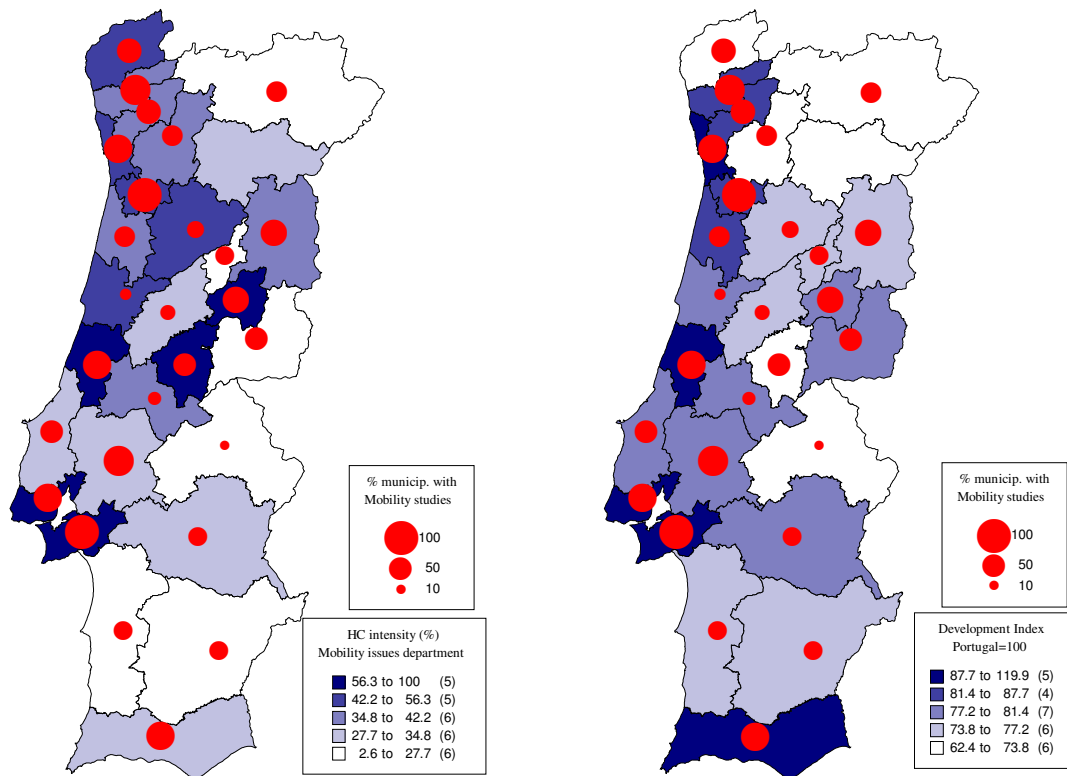 % municip. with
Mobility studies
100
50
10
HC intensity (%)
Mobility issues department
56.3 to 100 (5)
42.2 to 56.3 (5)
34.8 to 42.2 (6)
27.7 to 34.8 (6)
2.6 to 27.7 (6)
% municip. with
Mobility studies
100
50
10
Development Index
Portugal=100
87.7 to 119.9 (5)
81.4 to 87.7 (4)
77.2 to 81.4 (7)
73.8 to 77.2 (6)
62.4 to 73.8 (6)